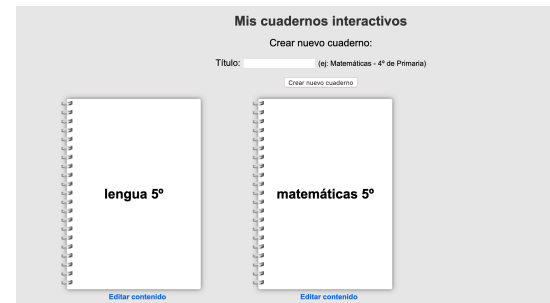 Mis cuadernos interactivos
Crear nuevo cuaderno:
Título: (ej: Matemáticas - 4º de Primaria)
Crear nuevo cuaderno
lengua 5º
matemáticas 5º
Editar contenido
Editar contenido